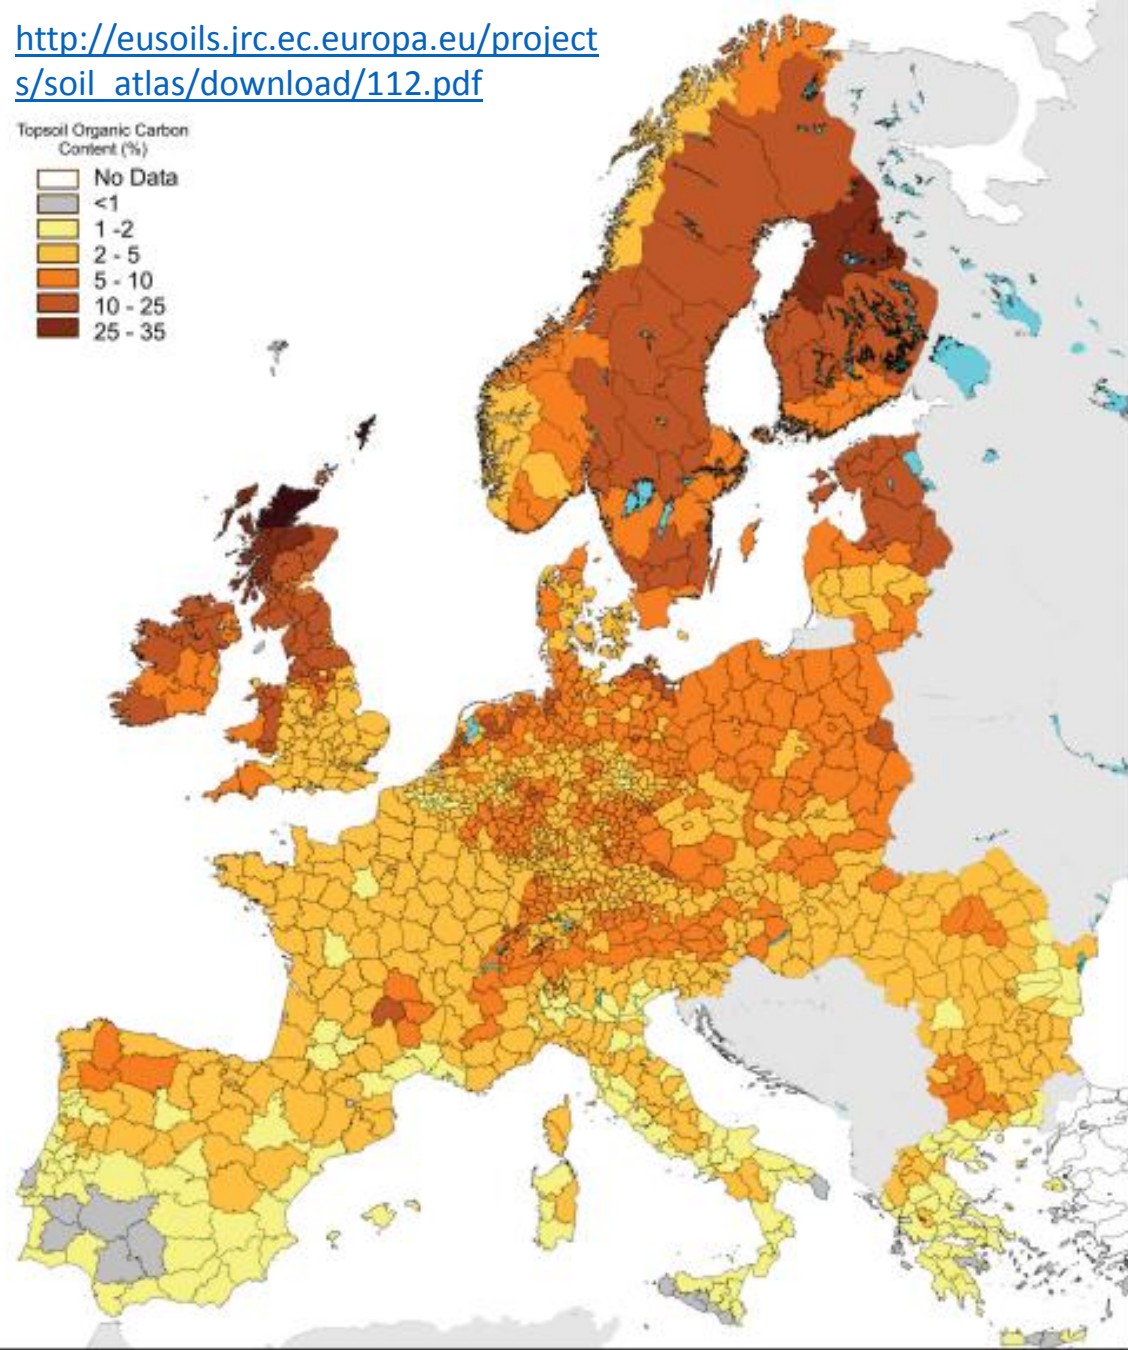 http://eusoils.jrc.ec.europa.eu/project
s/soil_atlas/download/112.pdf
Topsoil Organic Carbon
Content (%)
No Data
<1
1 -2
2 - 5
5 - 10
10 - 25
25 - 35